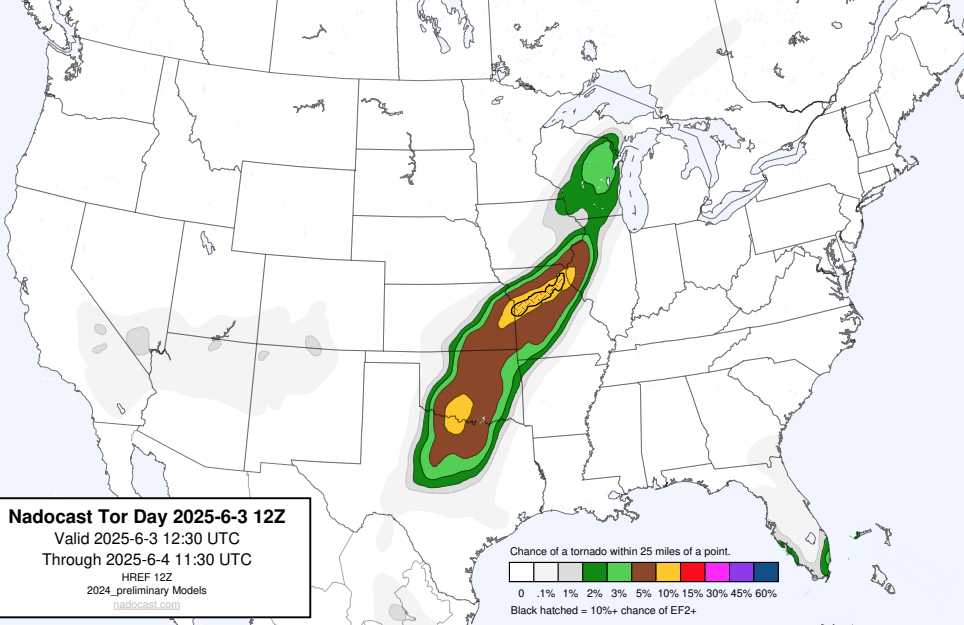 Nadocast Tor Day 2025-6-3 12Z
Valid 2025-6-3 12:30 UTC
Through 2025-6-4 11:30 UTC
HREF 12Z
2024_preliminary Models
nadocast.com
Chance of a tornado within 25 miles of a point.
0 .1% 1% 2% 3% 5% 10% 15% 30% 45% 60%
Black hatched = 10%+ chance of EF2+